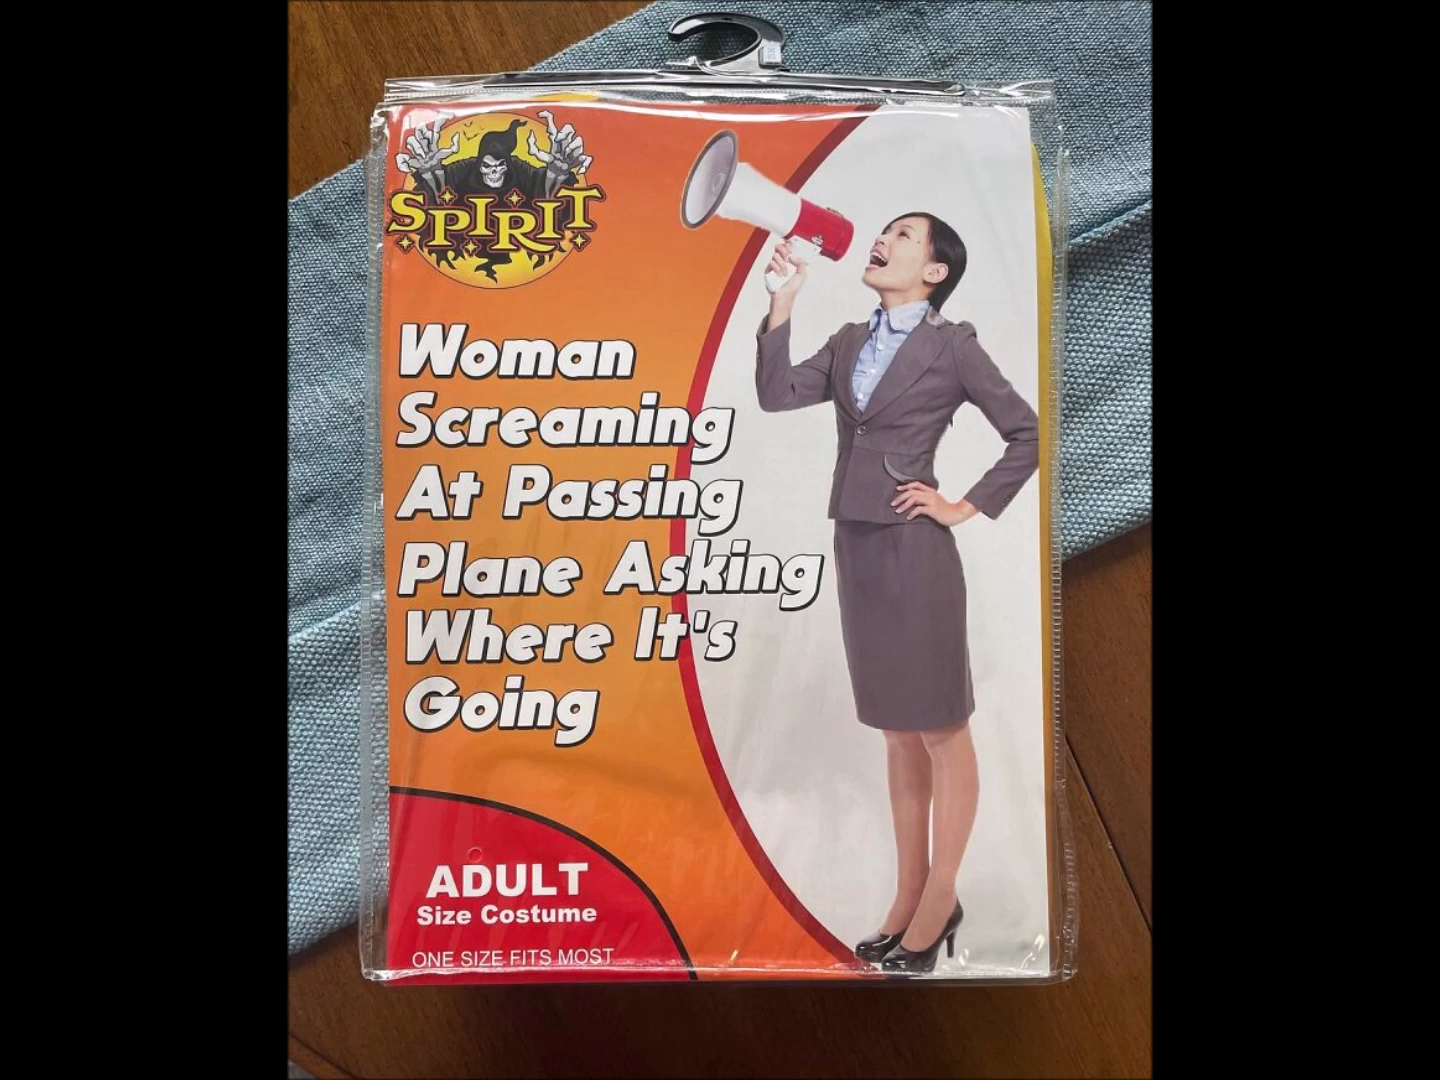 SPIRIT
Woman
Screaming
At Passing
Plane Asking
Where It's
Going
ADULT
Size Costume
ONE SIZE FITS MOST